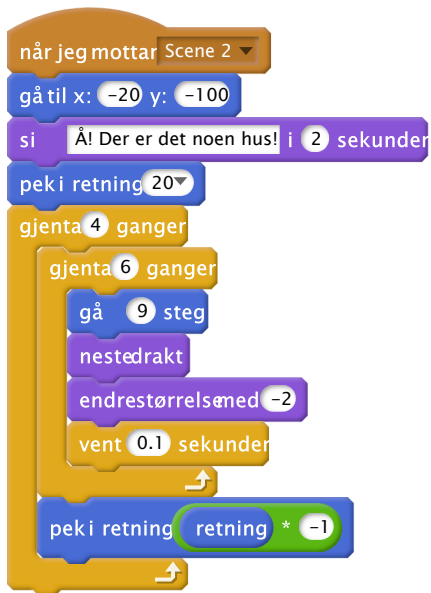 når jeg mottar Scene 2
gå til x: -20 y: -100
si Å! Der er det noen hus! i 2 sekunder
pek i retning 20
gjenta 4 ganger
gjenta 6 ganger
gå 9 steg
neste drakt
endre størrelse med -2
vent 0.1 sekunder
pek i retning retning * -1